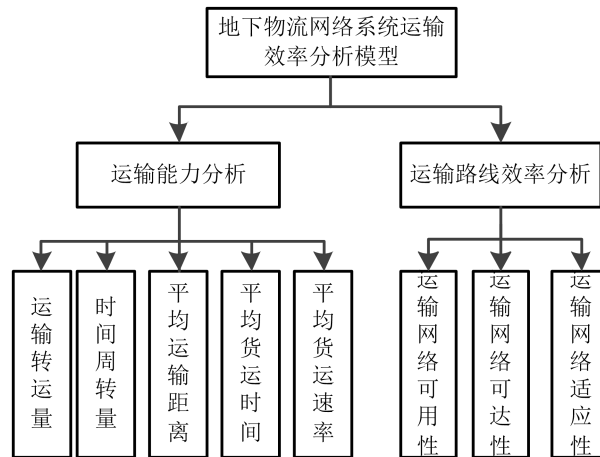 地下物流网络系统运输
效率分析模型
运输能力分析
运输路线效率分析
运输转运量
时间周转量
平均运输距离
平均货运时间
平均货运速率
运输网络可用性
运输网络可达性
运输网络适应性